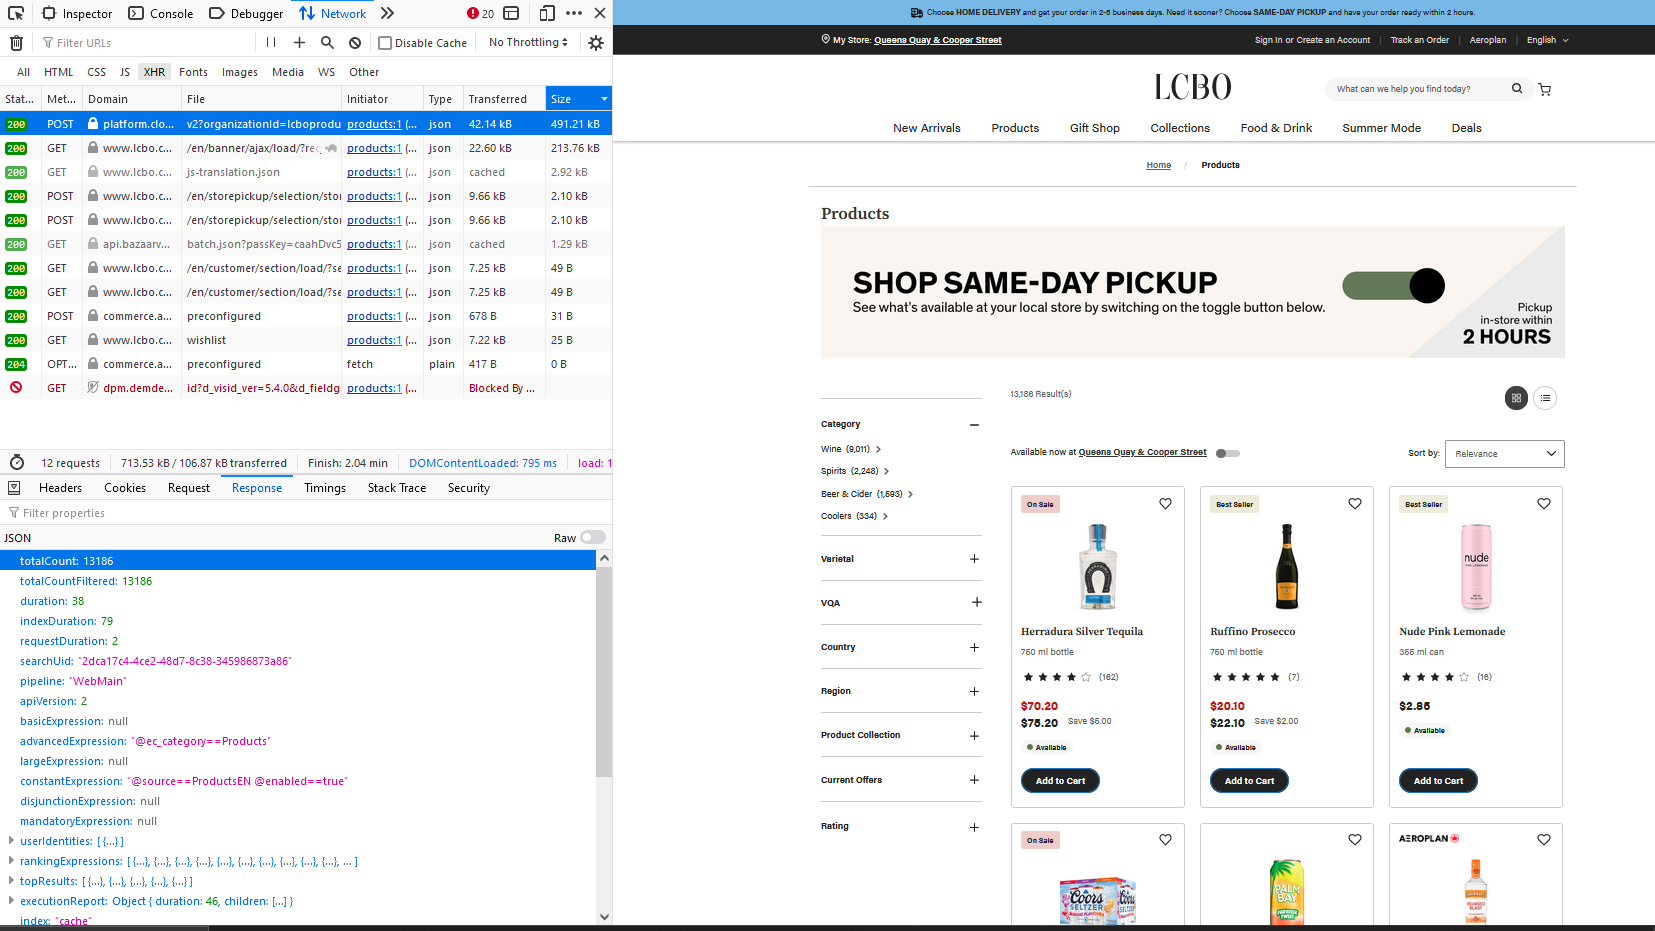 Inspector Console Debugger Network 20
Filter URLs Disable Cache No Throttling
All HTML CSS JS XHR Fonts Images Media WS Other
Stat... Met... Domain File Initiator Type Transferred Size
200 POST platform.clo... v2?organizationId=lcboprodu products:1 (... json 42.14 kB 491.21 kB
200 GET www.lcbo.c... /en/banner/ajax/load/?rec products:1 (... json 22.60 kB 213.76 kB
200 GET www.lcbo.c... js-translation.json products:1 (... json cached 2.92 kB
200 POST www.lcbo.c... /en/storepickup/selection/stor products:1 (... json 9.66 kB 2.10 kB
200 POST www.lcbo.c... /en/storepickup/selection/stor products:1 (... json 9.66 kB 2.10 kB
200 GET api.bazaarv... batch.json?passKey=caahDvc5 products:1 (... json cached 1.29 kB
200 GET www.lcbo.c... /en/customer/section/load/?se products:1 (... json 7.25 kB 49 B
200 GET www.lcbo.c... /en/customer/section/load/?se products:1 (... json 7.25 kB 49 B
200 POST commerce.a... preconfigured products:1 (... json 678 B 31 B
200 GET www.lcbo.c... wishlist products:1 (... json 7.22 kB 25 B
204 OPT... commerce.a... preconfigured fetch plain 417 B 0 B
GET dpm.demde... id?d_visid_ver=5.4.0&d_fieldg products:1 (... Blocked By ...
12 requests 713.53 kB / 106.87 kB transferred Finish: 2.04 min DOMContentLoaded: 795 ms load: 1
Headers Cookies Request Response Timings Stack Trace Security
Filter properties
JSON Raw
totalCount: 13186
totalCountFiltered: 13186
duration: 38
indexDuration: 79
requestDuration: 2
searchUid: "2dca17c4-4ce2-48d7-8c38-345986873a86"
pipeline: "WebMain"
apiVersion: 2
basicExpression: null
advancedExpression: "@ec_category==Products"
largeExpression: null
constantExpression: "@source==ProductsEN @enabled==true"
disjunctionExpression: null
mandatoryExpression: null
userIdentities: [ {...} ]
rankingExpressions: [ {...}, {...}, {...}, {...}, {...}, {...}, {...}, {...}, {...}, {...}, ... ]
topResults: [ {...}, {...}, {...}, {...}, {...} ]
executionReport: Object { duration: 46, children: [...] }
index: "cache"
Choose HOME DELIVERY and get your order in 2-5 business days. Need it sooner? Choose SAME-DAY PICKUP and have your order ready within 2 hours.
My Store: Queens Quay & Cooper Street Sign In or Create an Account | Track an Order | Aeroplan | English
LCBO
What can we help you find today?
New Arrivals Products Gift Shop Collections Food & Drink Summer Mode Deals
Home / Products
Products
SHOP SAME-DAY PICKUP
See what's available at your local store by switching on the toggle button below.
Pickup
in-store within
2 HOURS
13,186 Result(s)
Available now at Queens Quay & Cooper Street
Sort by: Relevance
Category
Wine (9,011)
Spirits (2,248)
Beer & Cider (1,593)
Coolers (334)
Varietal
VQA
Country
Region
Product Collection
Current Offers
Rating
On Sale
Herradura Silver Tequila
750 ml bottle
(162)
$70.20
$75.20 Save $5.00
Available
Add to Cart
Best Seller
Ruffino Prosecco
750 ml bottle
(7)
$20.10
$22.10 Save $2.00
Available
Add to Cart
Best Seller
nude
Nude Pink Lemonade
355 ml can
(16)
$2.85
Available
Add to Cart
On Sale
Coors
SELTZER
PALM
BAY
AEROPLAN